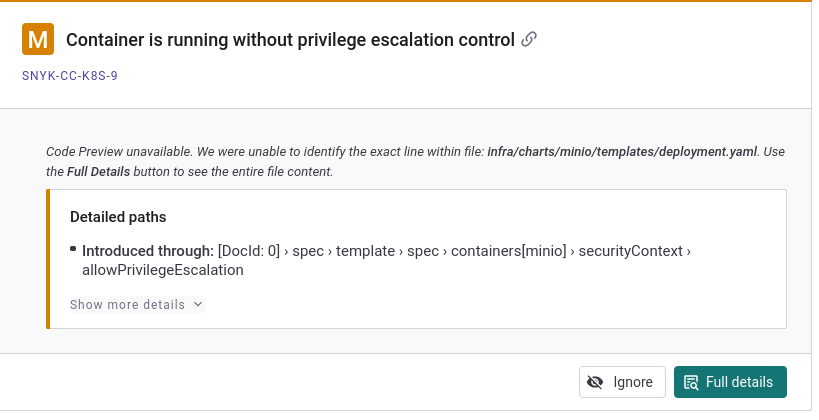 M Container is running without privilege escalation control
SNYK-CC-K8S-9
Code Preview unavailable. We were unable to identify the exact line within file: infra/charts/minio/templates/deployment.yaml. Use
the Full Details button to see the entire file content.
Detailed paths
Introduced through: [DocId: 0] › spec › template › spec › containers[minio] › securityContext ›
allowPrivilegeEscalation
Show more details
Ignore
Full details